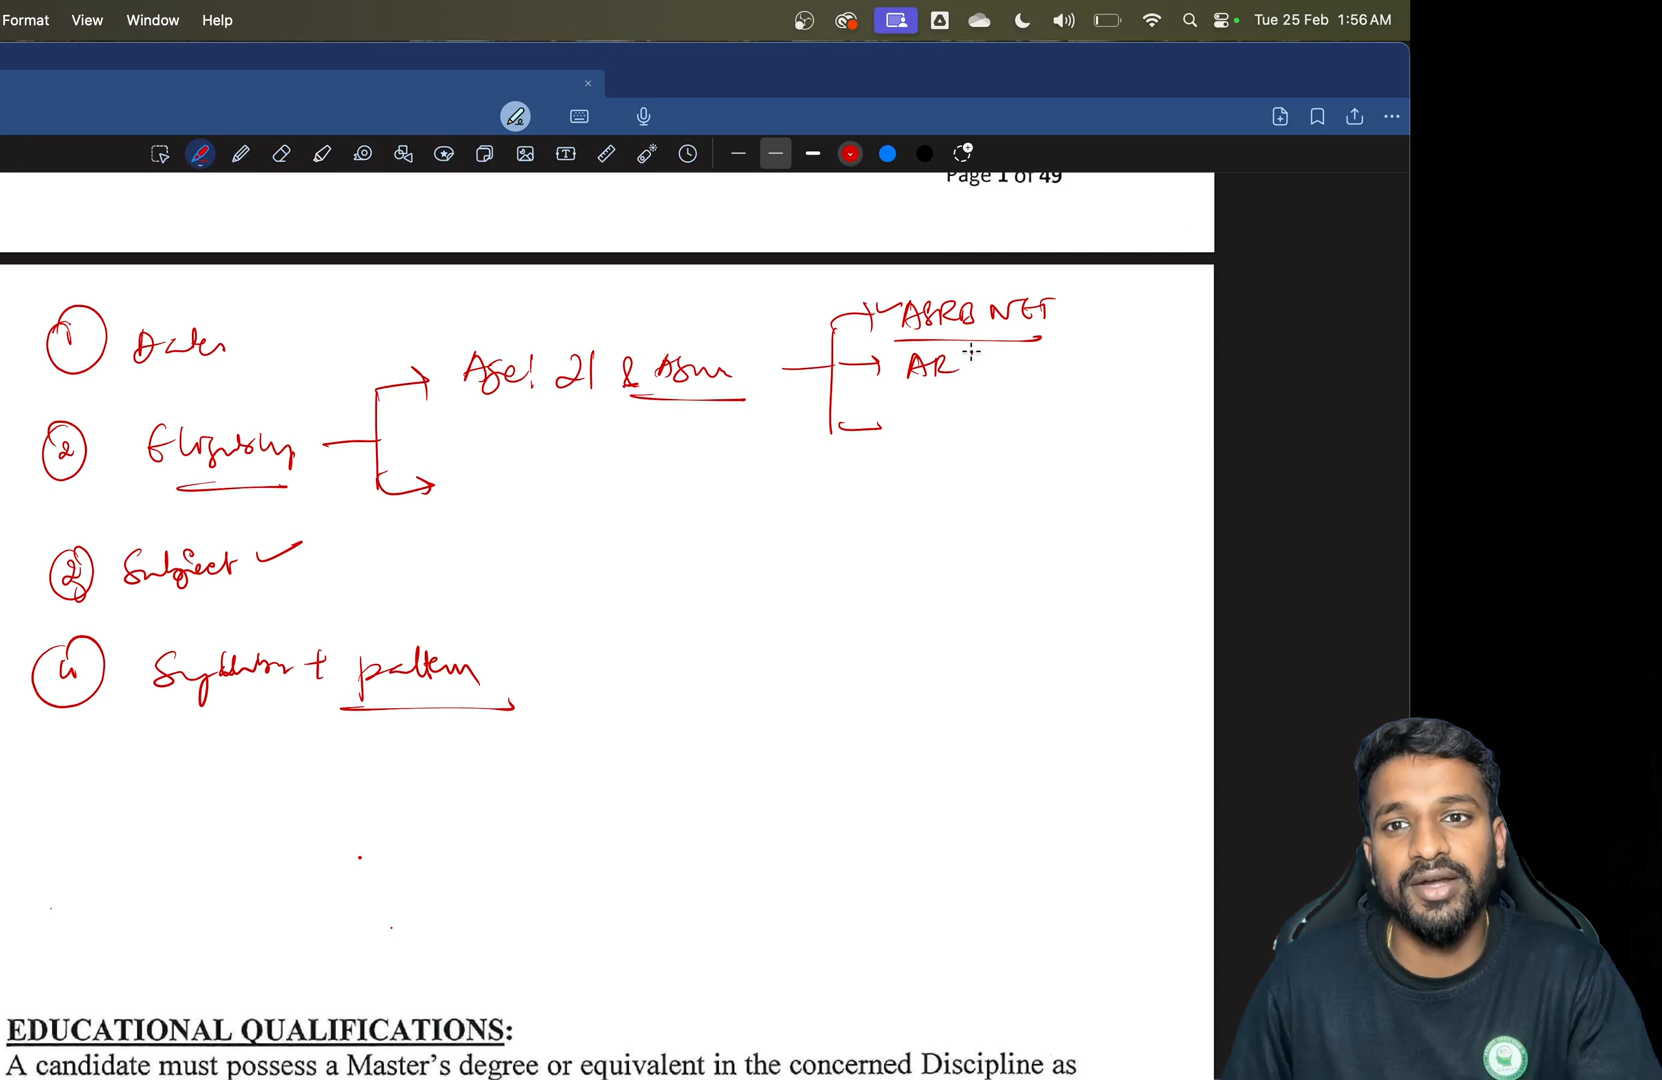 Format View Window Help Tue 25 Feb 1:56 AM
Page 1 of 49
1 Dates
Age: 21 &
ASRB NET
AR
2 Eligibility
Subject
4 Syllabus + pattern
EDUCATIONAL QUALIFICATIONS:
A candidate must possess a Master's degree or equivalent in the concerned Discipline as